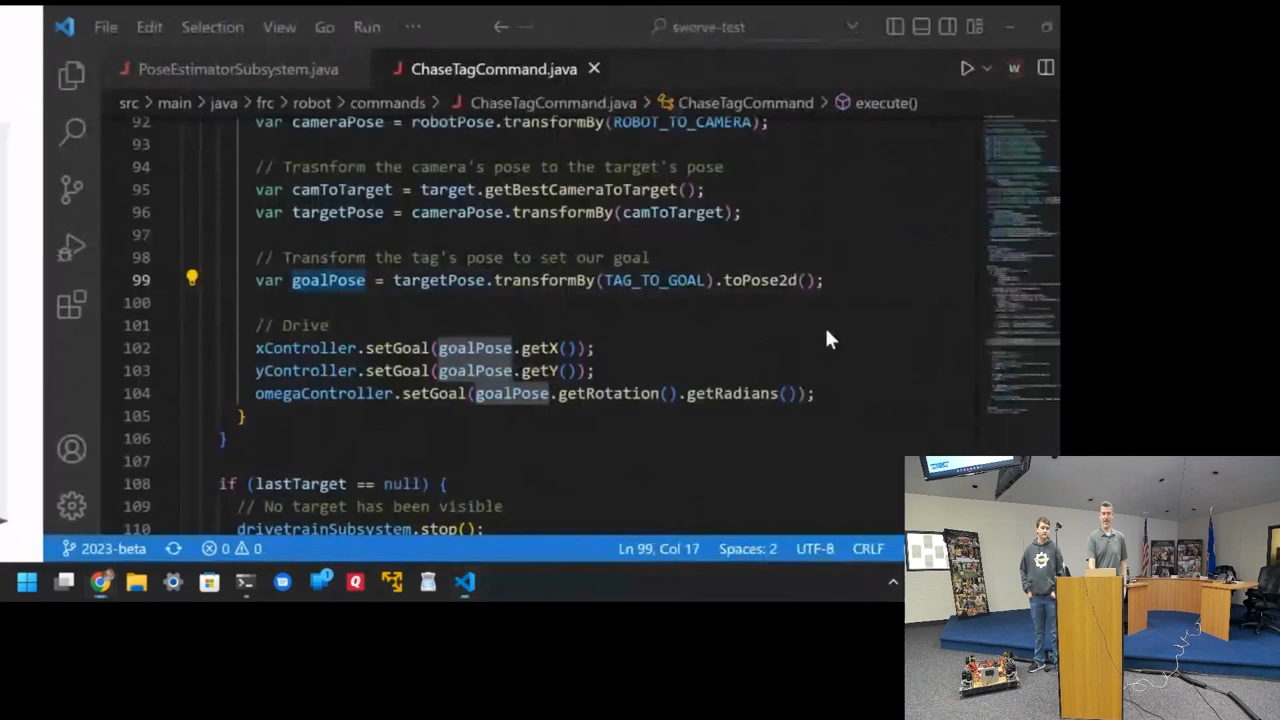 File Edit Selection View Go Run ··· swerve-test
PoseEstimatorSubsystem.java ChaseTagCommand.java
src > main > java > frc > robot > commands > ChaseTagCommand.java > ChaseTagCommand > execute()
92 var cameraPose = robotPose.transformBy(ROBOT_TO_CAMERA);
93
94 // Trasnform the camera's pose to the target's pose
95 var camToTarget = target.getBestCameraToTarget();
96 var targetPose = cameraPose.transformBy(camToTarget);
97
98 // Transform the tag's pose to set our goal
99 var goalPose = targetPose.transformBy(TAG_TO_GOAL).toPose2d();
100
101 // Drive
102 xController.setGoal(goalPose.getX());
103 yController.setGoal(goalPose.getY());
104 omegaController.setGoal(goalPose.getRotation().getRadians());
105 }
106 }
107
108 if (lastTarget == null) {
109 // No target has been visible
110 drivetrainSubsystem.stop();
2023-beta 0 0 Ln 99, Col 17 Spaces: 2 UTF-8 CRLF